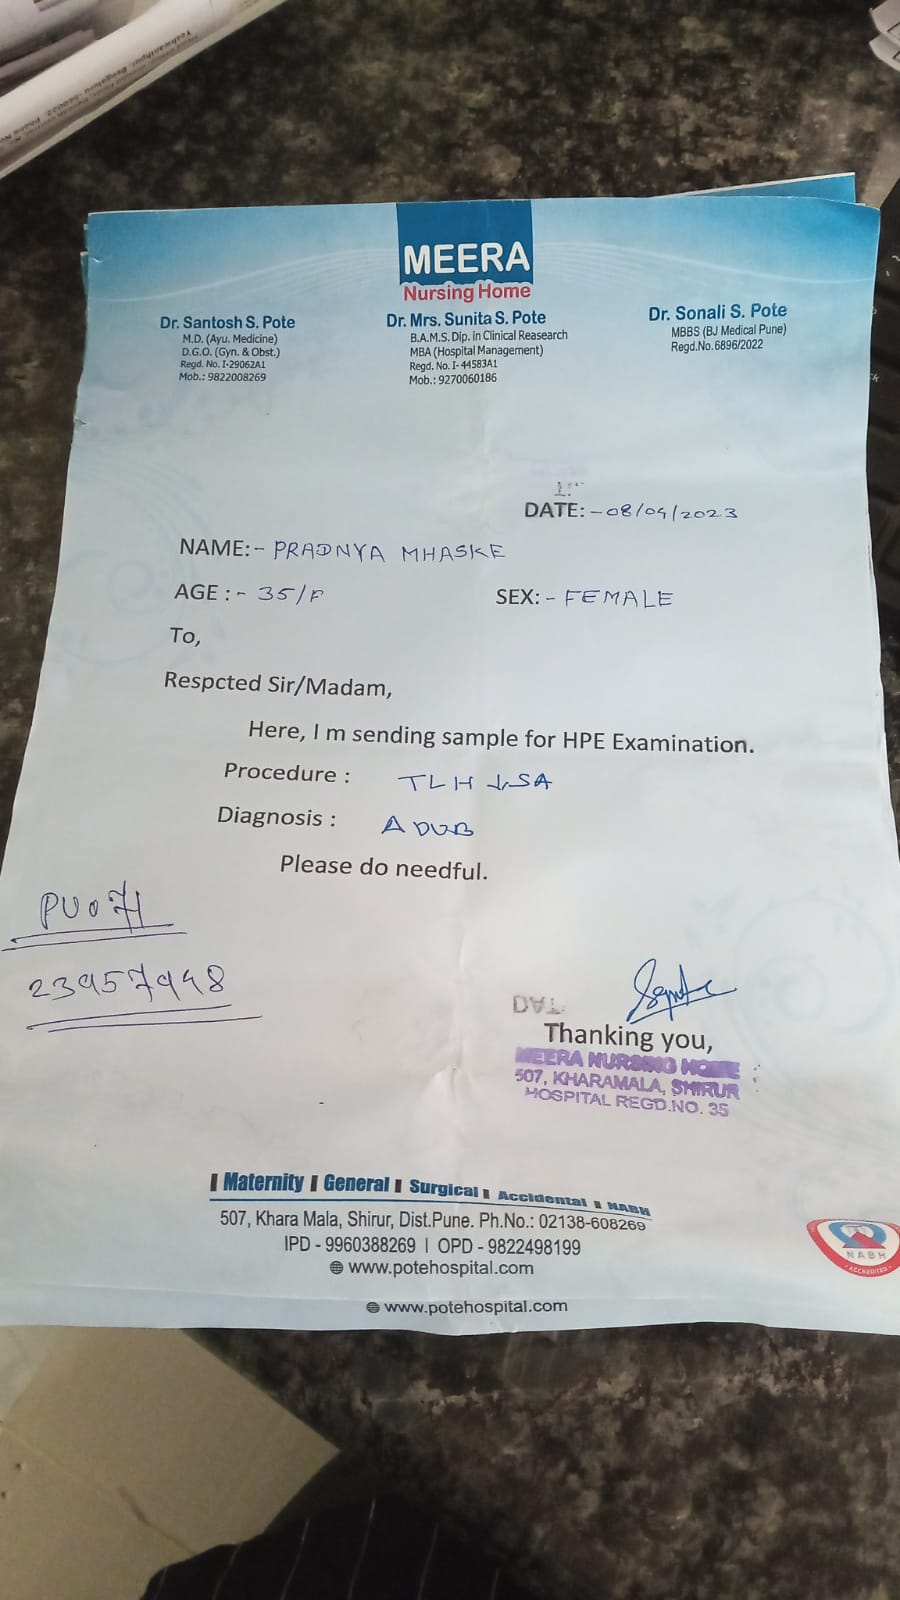 MEERA
Nursing Home
Dr. Santosh S. Pote
M.D. (Ayu. Medicine)
D.G.O. (Gyn. & Obst.)
Regd. No. I-29062A1
Mob.: 9822008269
Dr. Mrs. Sunita S. Pote
B.A.M.S. Dip. in Clinical Reasearch
MBA (Hospital Management)
Regd. No. I- 44583A1
Mob.: 9270060186
Dr. Sonali S. Pote
MBBS (BJ Medical Pune)
Regd.No.6896/2022
DATE: - 08/04/2023
NAME:- PRADNYA MHASKE
AGE : - 35/F SEX: - FEMALE
To,
Respcted Sir/Madam,
Here, I m sending sample for HPE Examination.
Procedure : TLH SA
Diagnosis : ADUB
Please do needful.
PU071
23957948
DAT
Thanking you,
MEERA NURSING HOME
507, KHARAMALA, SHIRUR
HOSPITAL REGD.NO. 35
Maternity | General | Surgical | Accidental | NABH
507, Khara Mala, Shirur, Dist.Pune. Ph.No.: 02138-608269
IPD - 9960388269 | OPD - 9822498199
www.potehospital.com
NABH
ACCREDITED
www.potehospital.com